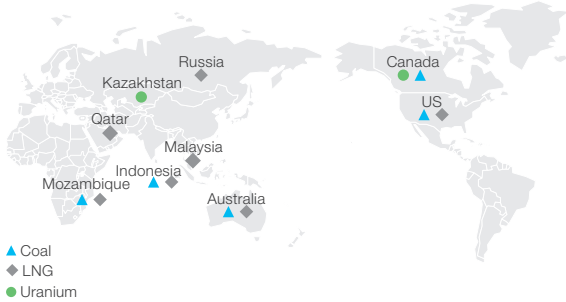 Russia
Canada
Kazakhstan
US
Qatar
Malaysia
Indonesia
Mozambique
Australia
Coal
LNG
Uranium